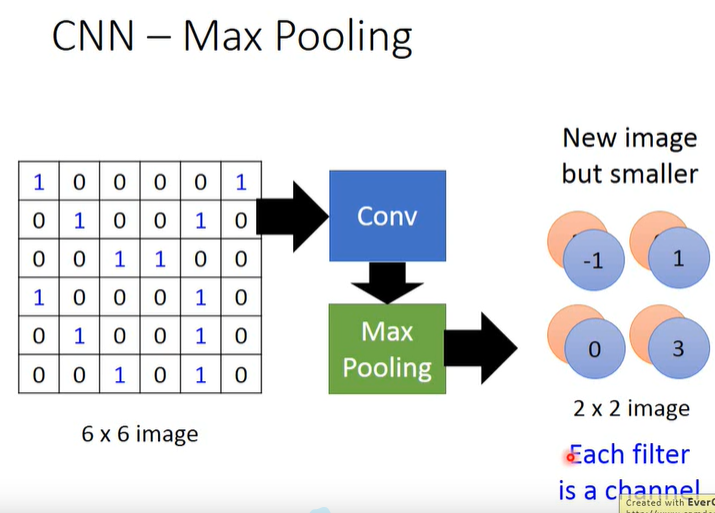 CNN – Max Pooling
1 0 0 0 0 1
0 1 0 0 1 0
0 0 1 1 0 0
1 0 0 0 1 0
0 1 0 0 1 0
0 0 1 0 1 0
6 x 6 image
Conv
Max
Pooling
New image
but smaller
-1 1
0 3
2 x 2 image
Each filter
is a channel
Created with